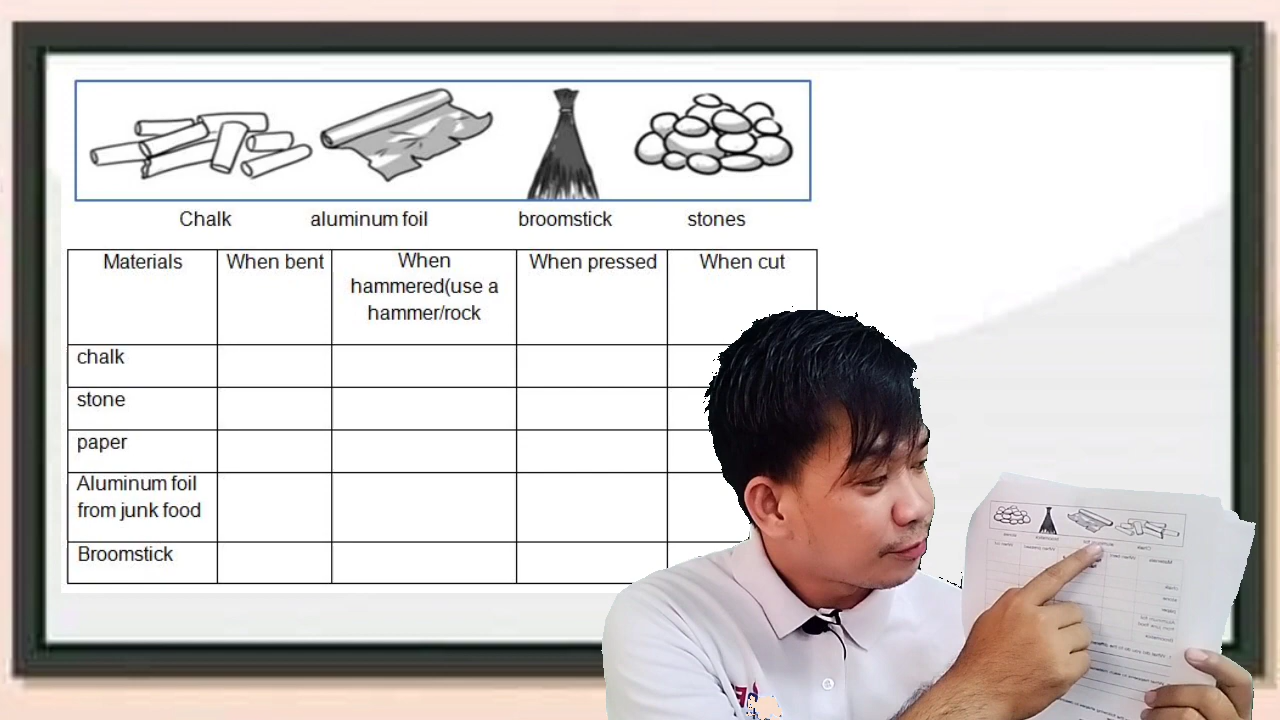 Chalk aluminum foil broomstick stones
Materials When bent When When pressed When cut
hammered(use a
hammer/rock
chalk
stone
paper
Aluminum foil
from junk food
Broomstick